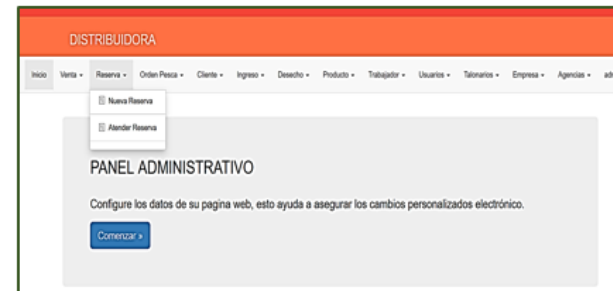 DISTRIBUIDORA
Inicio Venta Reserva Orden Pesca Cliente Ingreso Desecho Producto Trabajador Usuarios Talonarios Empresa Agencias
Nueva Reserva
Atender Reserva
PANEL ADMINISTRATIVO
Configure los datos de su pagina web, esto ayuda a asegurar los cambios personalizados electrónico.
Comenzar »